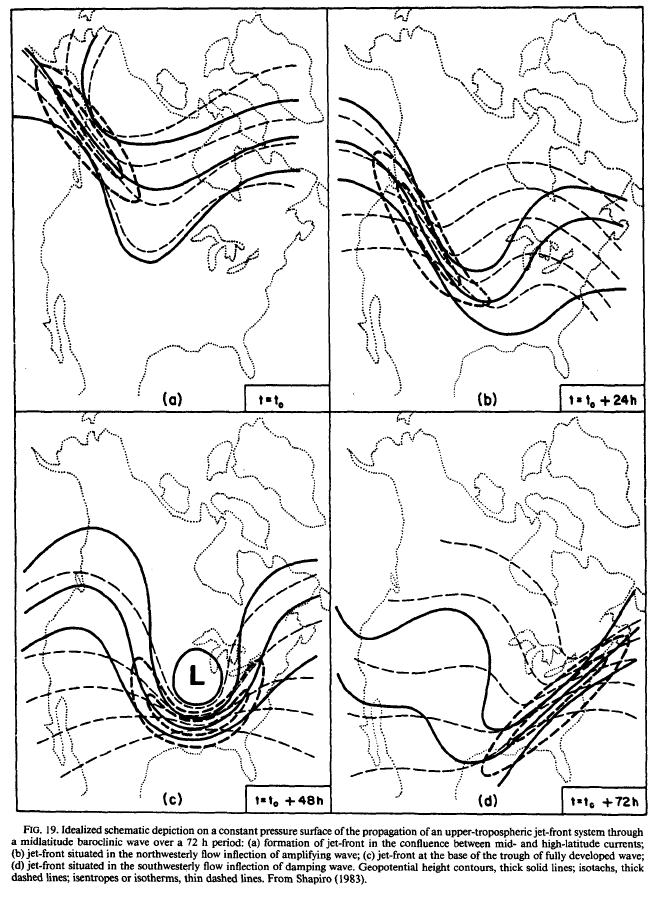 (a)
t = t₀
(b)
t = t₀ + 24h
L
(c)
t = t₀ + 48h
(d)
t = t₀ + 72h
FIG. 19. Idealized schematic depiction on a constant pressure surface of the propagation of an upper-tropospheric jet-front system through
a midlatitude baroclinic wave over a 72 h period: (a) formation of jet-front in the confluence between mid- and high-latitude currents;
(b) jet-front situated in the northwesterly flow inflection of amplifying wave; (c) jet-front at the base of the trough of fully developed wave;
(d) jet-front situated in the southwesterly flow inflection of damping wave. Geopotential height contours, thick solid lines; isotachs, thick
dashed lines; isentropes or isotherms, thin dashed lines. From Shapiro (1983).